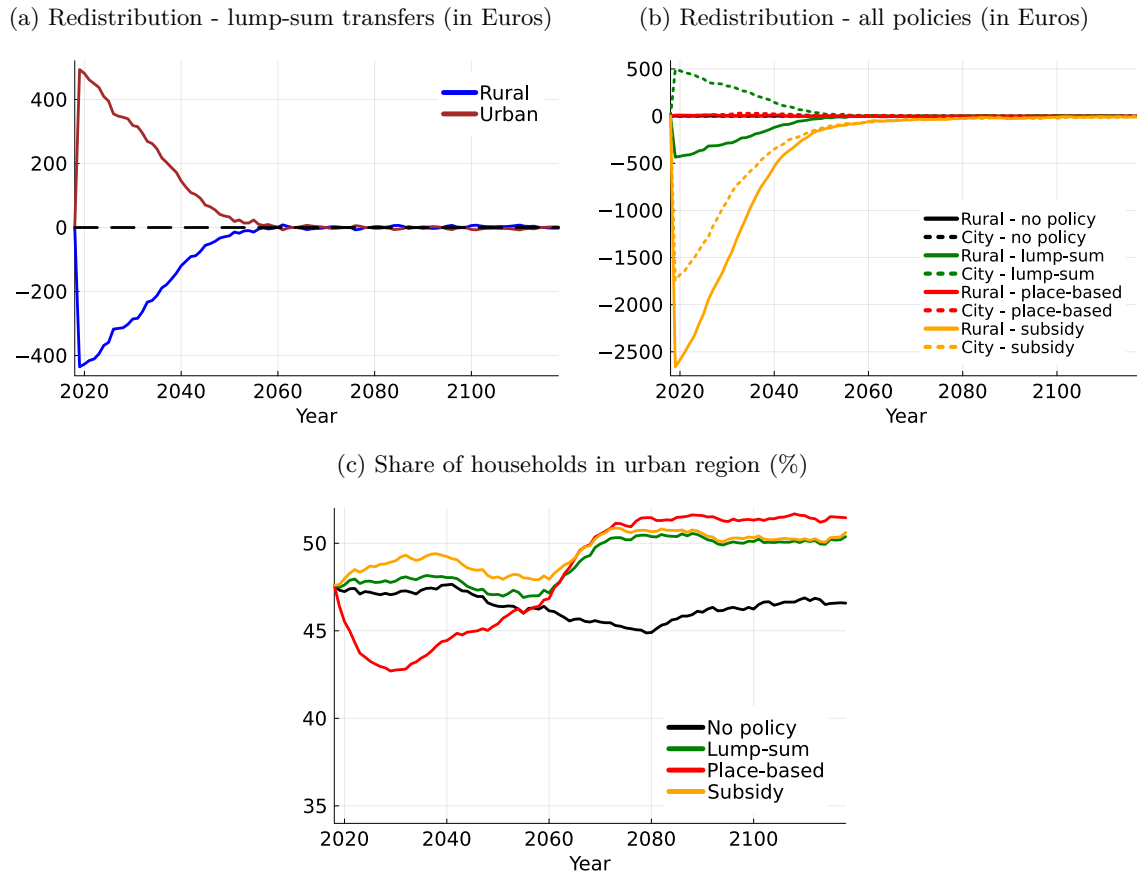 (a) Redistribution - lump-sum transfers (in Euros)
400
200
0
−200
−400
2020 2040 2060 2080 2100
Year
Rural
Urban
(b) Redistribution - all policies (in Euros)
500
0
−500
−1000
−1500
−2000
−2500
2020 2040 2060 2080 2100
Year
Rural - no policy
City - no policy
Rural - lump-sum
City - lump-sum
Rural - place-based
City - place-based
Rural - subsidy
City - subsidy
(c) Share of households in urban region (%)
50
45
40
35
2020 2040 2060 2080 2100
Year
No policy
Lump-sum
Place-based
Subsidy